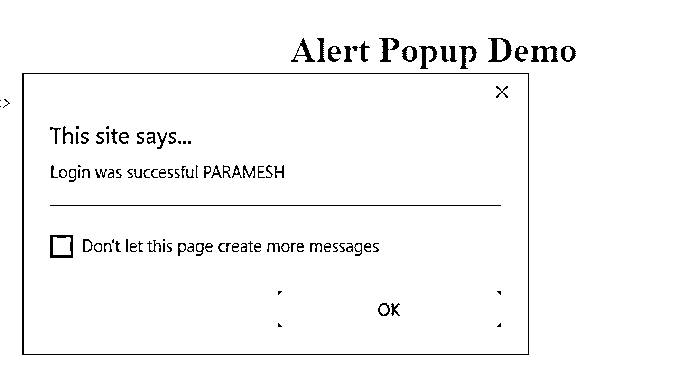 Alert Popup Demo
This site says...
Login was successful PARAMESH
Don't let this page create more messages
OK